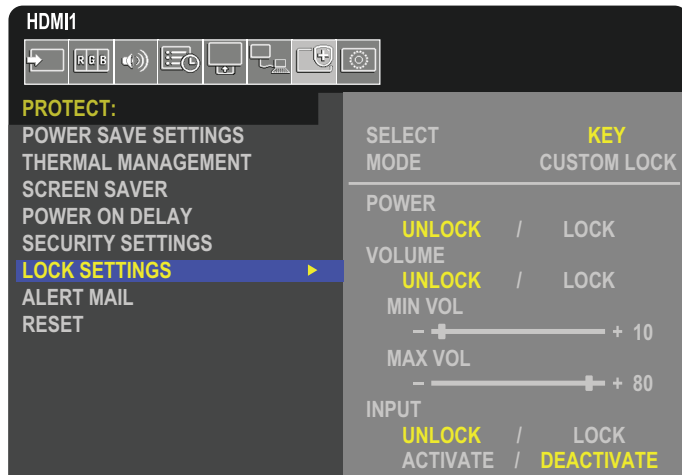 HDMI1
RGB
PROTECT:
POWER SAVE SETTINGS
THERMAL MANAGEMENT
SCREEN SAVER
POWER ON DELAY
SECURITY SETTINGS
LOCK SETTINGS
ALERT MAIL
RESET
SELECT KEY
MODE CUSTOM LOCK
POWER
UNLOCK / LOCK
VOLUME
UNLOCK / LOCK
MIN VOL
- + 10
MAX VOL
- + 80
INPUT
UNLOCK / LOCK
ACTIVATE / DEACTIVATE